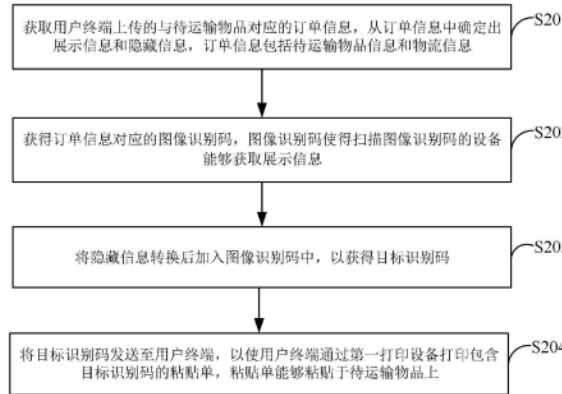 获取用户终端上传的与待运输物品对应的订单信息，从订单信息中确定出
展示信息和隐藏信息，订单信息包括待运输物品信息和物流信息
S20
获得订单信息对应的图像识别码，图像识别码使得扫描图像识别码的设备
能够获取展示信息
S20
将隐藏信息转换后加入图像识别码中，以获得目标识别码
S20
将目标识别码发送至用户终端，以使用户终端通过第一打印设备打印包含
目标识别码的粘贴单，粘贴单能够粘贴于待运输物品上
S204